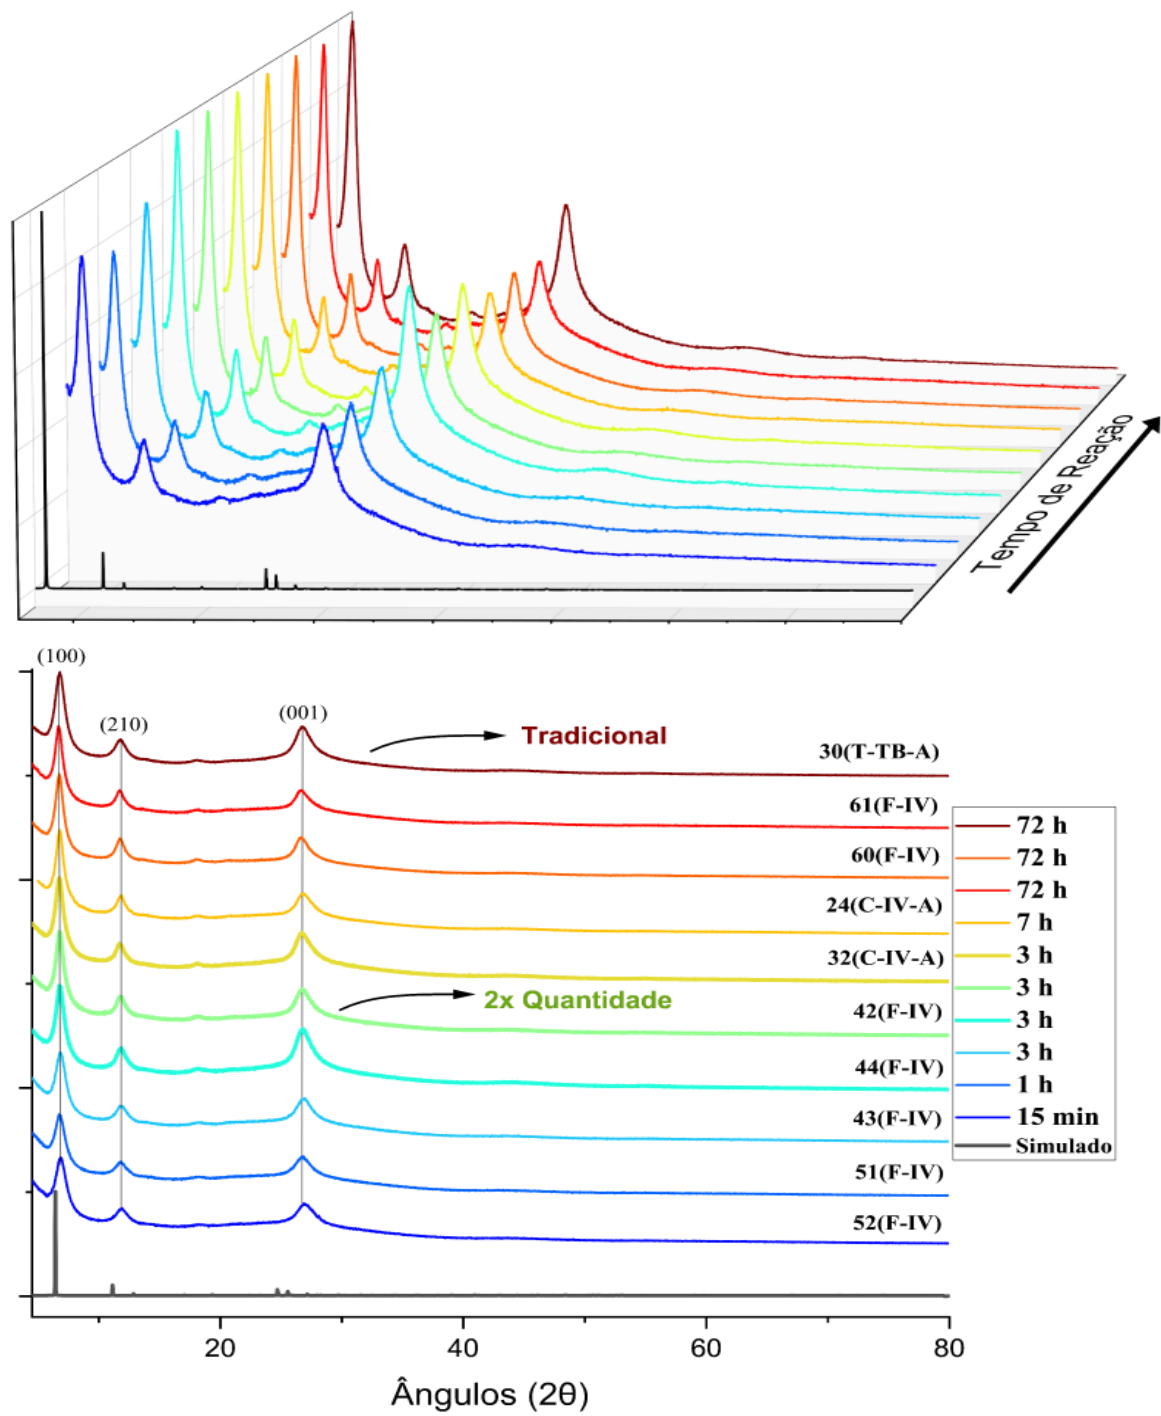 Tempo de Reação
(100)
(210)
(001)
Tradicional
30(T-TB-A)
61(F-IV)
60(F-IV)
24(C-IV-A)
32(C-IV-A)
2x Quantidade
42(F-IV)
44(F-IV)
43(F-IV)
51(F-IV)
52(F-IV)
72 h
72 h
72 h
7 h
3 h
3 h
3 h
3 h
1 h
15 min
Simulado
20 40 60 80
Ângulos (2θ)